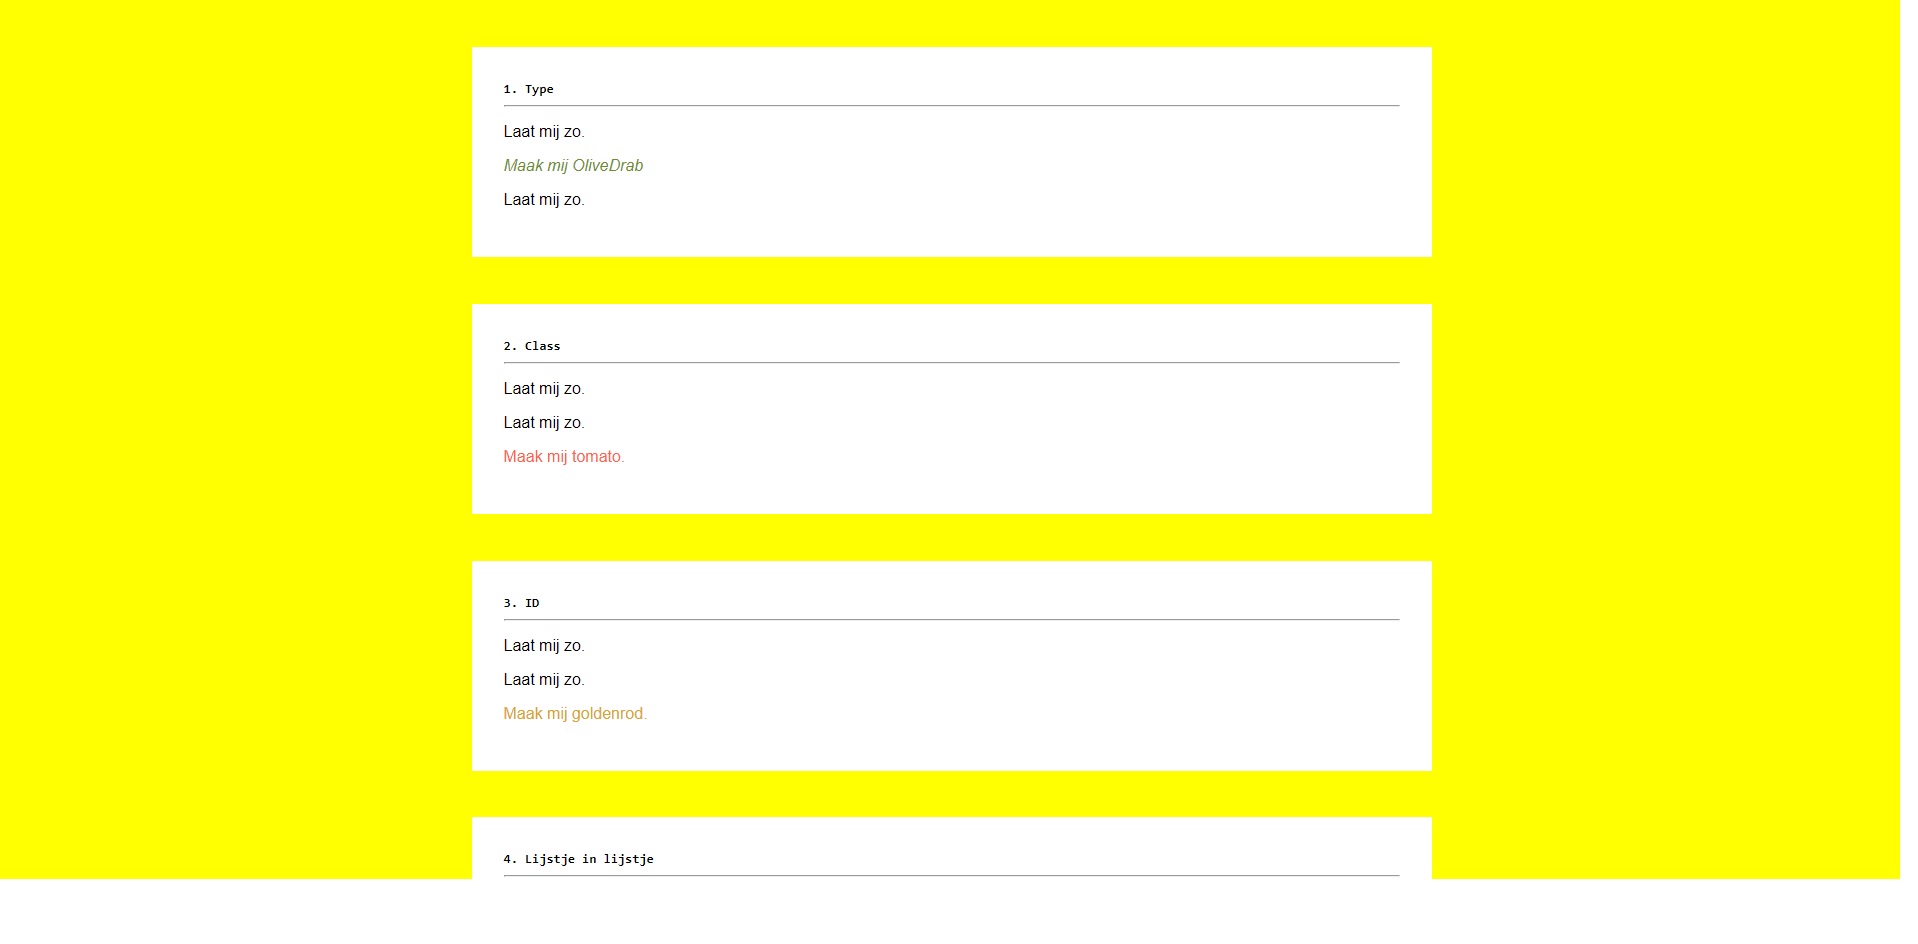 1. Type
Laat mij zo.
Maak mij OliveDrab
Laat mij zo.
2. Class
Laat mij zo.
Laat mij zo.
Maak mij tomato.
3. ID
Laat mij zo.
Laat mij zo.
Maak mij goldenrod.
4. Lijstje in lijstje